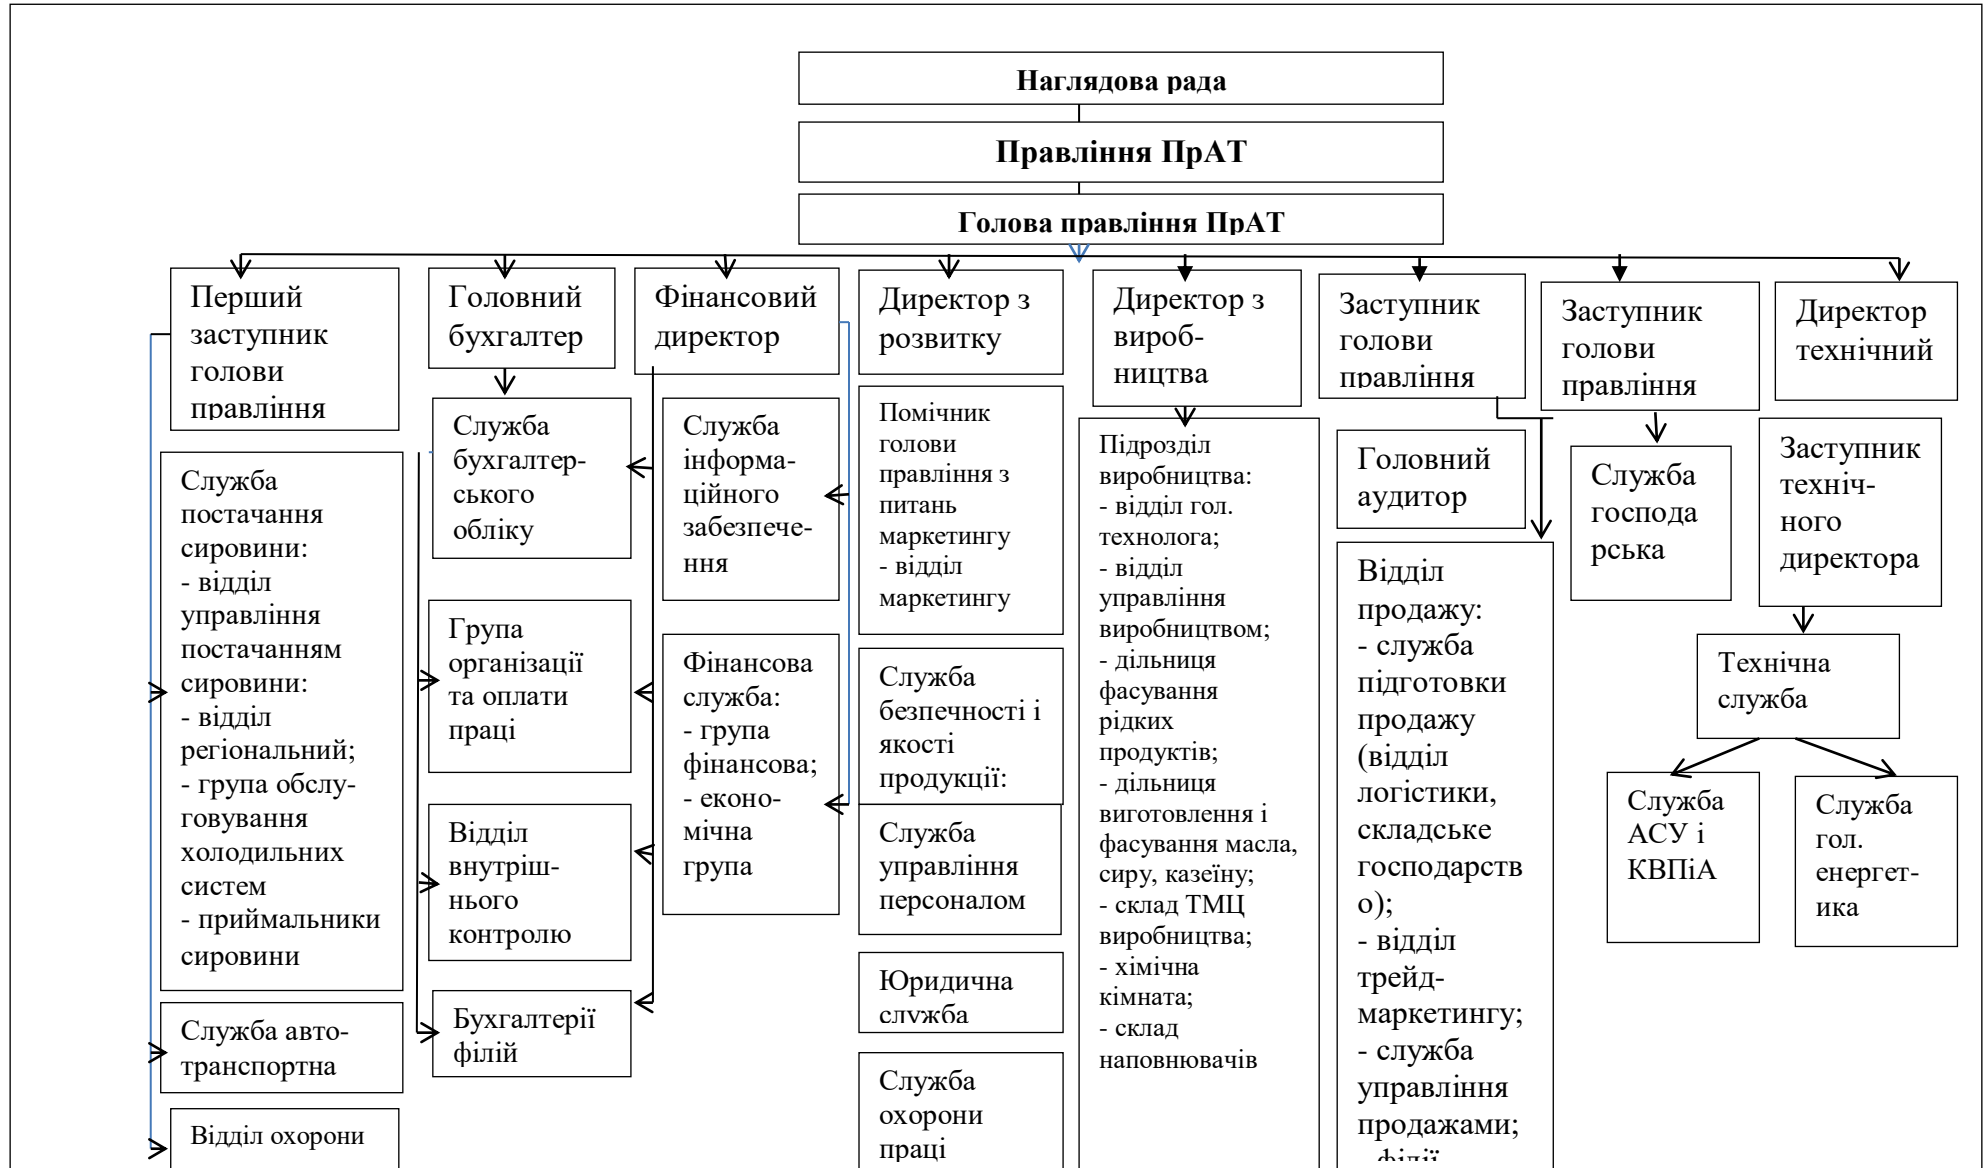 Наглядова рада
Правління ПрАТ
Голова правління ПрАТ
Перший
заступник
голови
правління
Головний
бухгалтер
Фінансовий
директор
Директор з
розвитку
Директор з
вироб-
ництва
Заступник
голови
правління
Заступник
голови
правління
Директор
технічний
Служба
постачання
сировини:
- відділ
управління
постачанням
сировини:
- відділ
регіональний;
- група обслу-
говування
холодильних
систем
- приймальники
сировини
Служба авто-
транспортна
Відділ охорони
Служба
бухгалтер-
ського
обліку
Група
організації
та оплати
праці
Відділ
внутріш-
нього
контролю
Бухгалтерії
філій
Служба
інформа-
ційного
забезпече-
ння
Фінансова
служба:
- група
фінансова;
- еконо-
мічна
група
Помічник
голови
правління з
питань
маркетингу
- відділ
маркетингу
Служба
безпечності і
якості
продукції:
Служба
управління
персоналом
Юридична
служба
Служба
охорони
праці
Підрозділ
виробництва:
- відділ гол.
технолога;
- відділ
управління
виробництвом;
- дільниця
фасування
рідких
продуктів;
- дільниця
виготовлення і
фасування масла,
сиру, казеїну;
- склад ТМЦ
виробництва;
- хімічна
кімната;
- склад
наповнювачів
Головний
аудитор
Відділ
продажу:
- служба
підготовки
продажу
(відділ
логістики,
складське
господарств
о);
- відділ
трейд-
маркетингу;
- служба
управління
продажами;
- філії
Служба
господа
рська
Заступник
техніч-
ного
директора
Технічна
служба
Служба
АСУ і
КВПіА
Служба
гол.
енергет-
ика